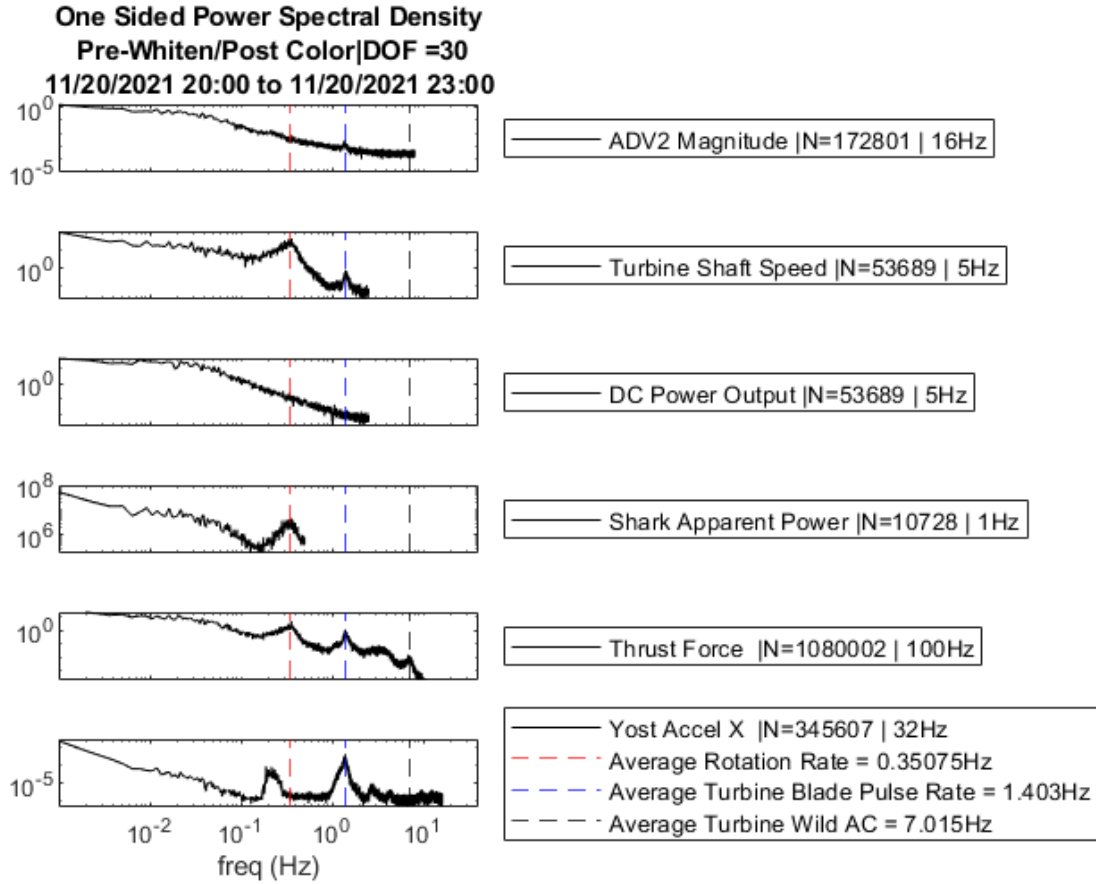 One Sided Power Spectral Density
Pre-Whiten/Post Color|DOF =30
11/20/2021 20:00 to 11/20/2021 23:00
10^0
10^-5
ADV2 Magnitude |N=172801 | 16Hz
10^0
Turbine Shaft Speed |N=53689 | 5Hz
10^0
DC Power Output |N=53689 | 5Hz
10^8
10^6
Shark Apparent Power |N=10728 | 1Hz
10^0
Thrust Force |N=1080002 | 100Hz
10^-5
Yost Accel X |N=345607 | 32Hz
Average Rotation Rate = 0.35075Hz
Average Turbine Blade Pulse Rate = 1.403Hz
Average Turbine Wild AC = 7.015Hz
10^-2 10^-1 10^0 10^1
freq (Hz)